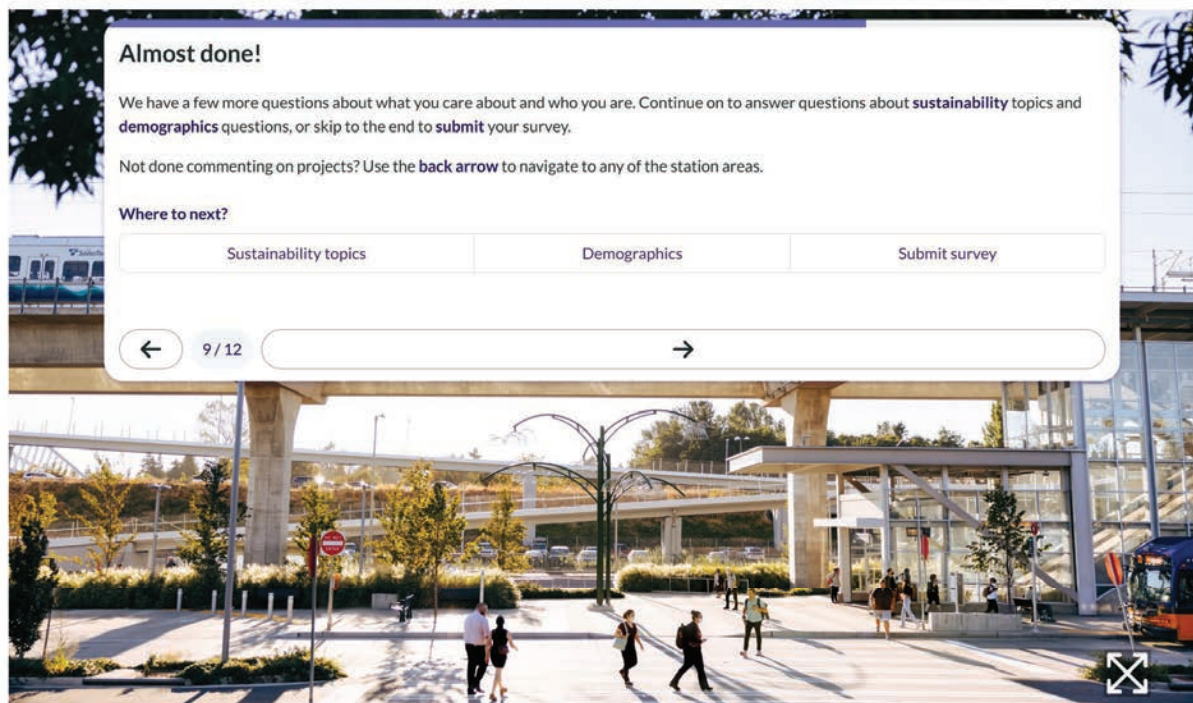 Almost done!
We have a few more questions about what you care about and who you are. Continue on to answer questions about sustainability topics and
demographics questions, or skip to the end to submit your survey.
Not done commenting on projects? Use the back arrow to navigate to any of the station areas.
Where to next?
Sustainability topics
Demographics
Submit survey
9 / 12